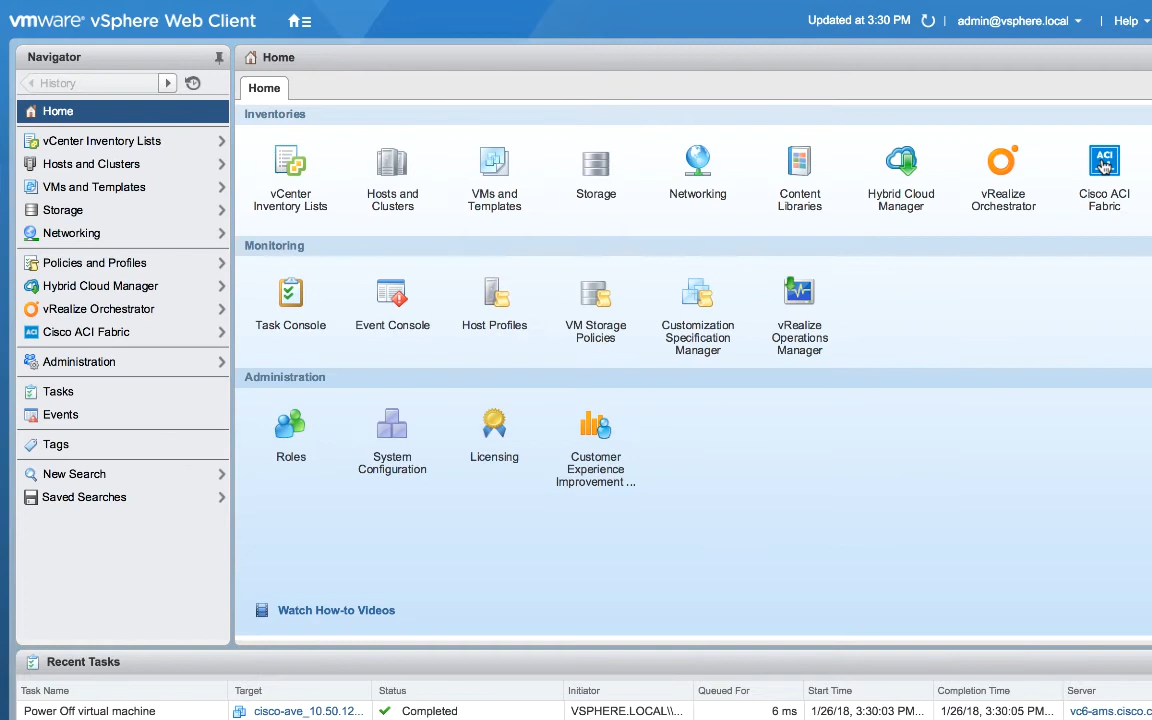 vmware® vSphere Web Client
Updated at 3:30 PM
admin@vsphere.local
Help
Navigator
History
Home
vCenter Inventory Lists
Hosts and Clusters
VMs and Templates
Storage
Networking
Policies and Profiles
Hybrid Cloud Manager
vRealize Orchestrator
ACI Cisco ACI Fabric
Administration
Tasks
Events
Tags
New Search
Saved Searches
Home
Home
Inventories
vCenter
Inventory Lists
Hosts and
Clusters
VMs and
Templates
Storage
Networking
Content
Libraries
Hybrid Cloud
Manager
vRealize
Orchestrator
ACI
Cisco ACI
Fabric
Monitoring
Task Console
Event Console
Host Profiles
VM Storage
Policies
Customization
Specification
Manager
vRealize
Operations
Manager
Administration
Roles
System
Configuration
Licensing
Customer
Experience
Improvement ...
Watch How-to Videos
Recent Tasks
Task Name Target Status Initiator Queued For Start Time Completion Time Server
Power Off virtual machine cisco-ave_10.50.12... Completed VSPHERE.LOCAL\\... 6 ms 1/26/18, 3:30:03 PM... 1/26/18, 3:30:05 PM... vc6-ams.cisco.c